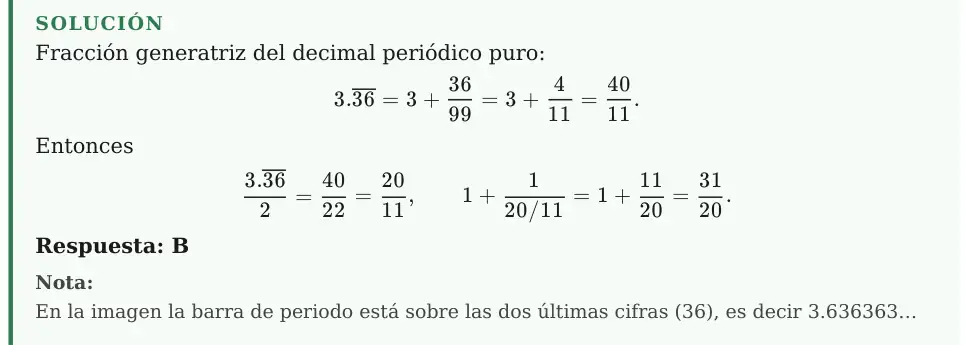 SOLUCIÓN
Fracción generatriz del decimal periódico puro:
$3.\overline{36} = 3 + \frac{36}{99} = 3 + \frac{4}{11} = \frac{40}{11}.$
Entonces
$\frac{3.\overline{36}}{2} = \frac{40}{22} = \frac{20}{11}, \qquad 1 + \frac{1}{20/11} = 1 + \frac{11}{20} = \frac{31}{20}.$
Respuesta: B
Nota:
En la imagen la barra de periodo está sobre las dos últimas cifras (36), es decir 3.636363…